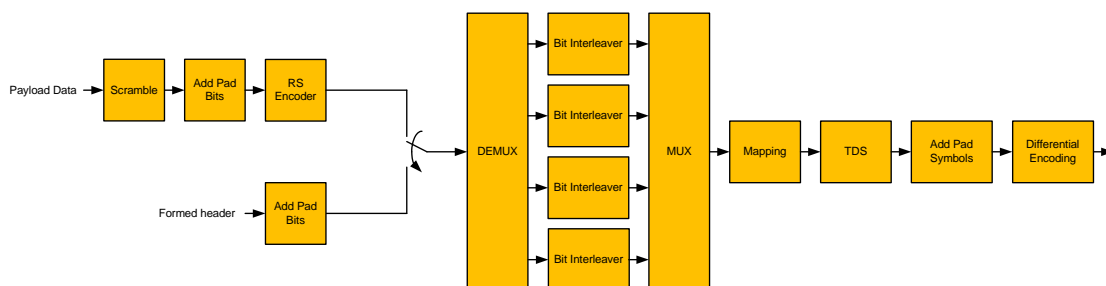 Payload Data
Scramble
Add Pad
Bits
RS
Encoder
Formed header
Add Pad
Bits
DEMUX
Bit Interleaver
Bit Interleaver
Bit Interleaver
Bit Interleaver
MUX
Mapping
TDS
Add Pad
Symbols
Differential
Encoding